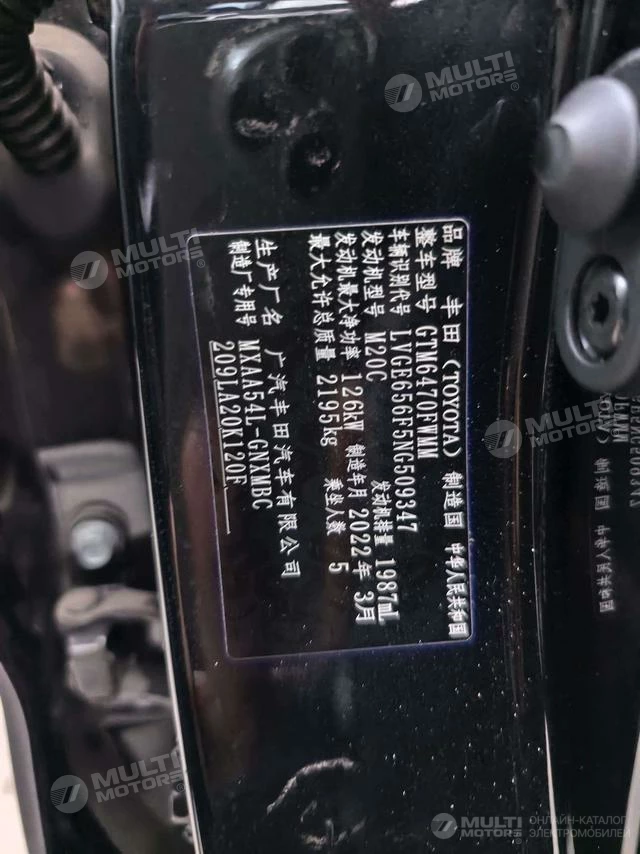 品牌 丰田 (TOYOTA) 制造国 中华人民共和国
整车型号 GTM6470FWMM
车辆识别代号 LVGE656F5NG509347
发动机型号 M20C 发动机排量 1987mL
发动机最大净功率 126kW 制造年月 2022年 3月
最大允许总质量 2195kg 乘坐人数 5
生产厂名 广汽丰田汽车有限公司
制造厂专用号 MXAA54L-GNXMBC
209LA20K120F
MULTI MOTORS®
MULTI MOTORS®
MULTI MOTORS®
MULTI MOTORS®
MULTI MOTORS®
ОНЛАЙН-КАТАЛОГ
ЭЛЕКТРОМОБИЛЕЙ